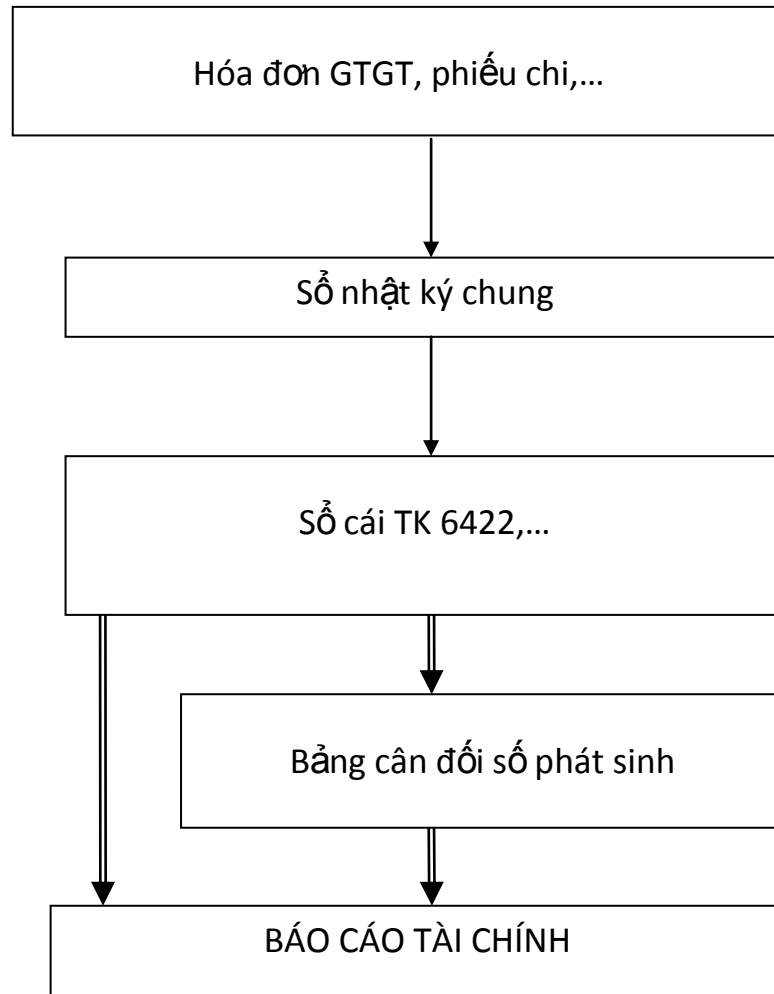 Hóa đơn GTGT, phiếu chi,...
Sổ nhật ký chung
Sổ cái TK 6422,...
Bảng cân đối số phát sinh
BÁO CÁO TÀI CHÍNH